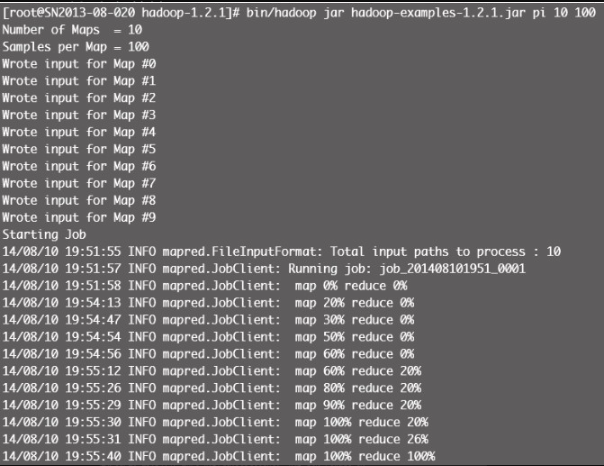 [root@SN2013-08-020 hadoop-1.2.1]# bin/hadoop jar hadoop-examples-1.2.1.jar pi 10 100
Number of Maps  = 10
Samples per Map = 100
Wrote input for Map #0
Wrote input for Map #1
Wrote input for Map #2
Wrote input for Map #3
Wrote input for Map #4
Wrote input for Map #5
Wrote input for Map #6
Wrote input for Map #7
Wrote input for Map #8
Wrote input for Map #9
Starting Job
14/08/10 19:51:55 INFO mapred.FileInputFormat: Total input paths to process : 10
14/08/10 19:51:57 INFO mapred.JobClient: Running job: job_201408101951_0001
14/08/10 19:51:58 INFO mapred.JobClient:  map 0% reduce 0%
14/08/10 19:54:13 INFO mapred.JobClient:  map 20% reduce 0%
14/08/10 19:54:47 INFO mapred.JobClient:  map 30% reduce 0%
14/08/10 19:54:54 INFO mapred.JobClient:  map 50% reduce 0%
14/08/10 19:54:56 INFO mapred.JobClient:  map 60% reduce 0%
14/08/10 19:55:12 INFO mapred.JobClient:  map 60% reduce 20%
14/08/10 19:55:26 INFO mapred.JobClient:  map 80% reduce 20%
14/08/10 19:55:29 INFO mapred.JobClient:  map 90% reduce 20%
14/08/10 19:55:30 INFO mapred.JobClient:  map 100% reduce 20%
14/08/10 19:55:31 INFO mapred.JobClient:  map 100% reduce 26%
14/08/10 19:55:40 INFO mapred.JobClient:  map 100% reduce 100%